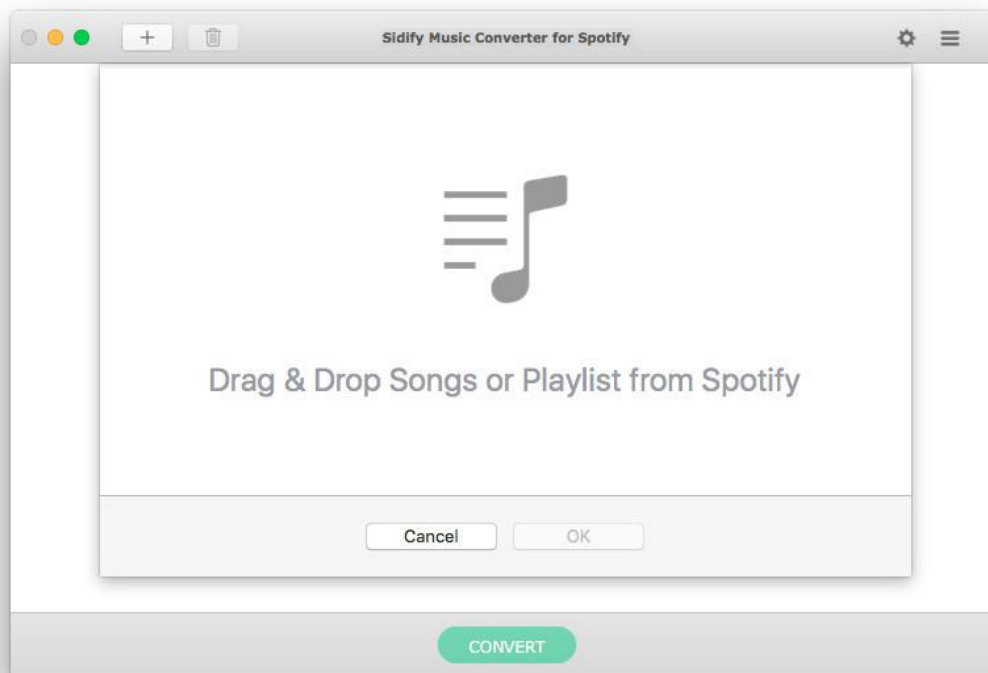 Sidify Music Converter for Spotify
Drag & Drop Songs or Playlist from Spotify
Cancel OK
CONVERT